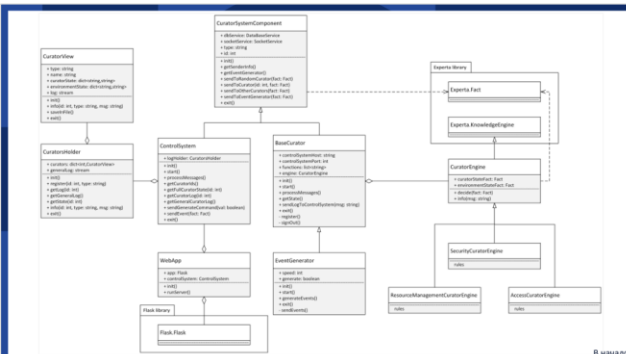 CuratorSystemComponent
+ dbService: DataBaseService
+ socketService: SocketService
+ type: string
+ id: int
+ init()
+ getSenderInfo()
+ getEventGenerator()
+ sendToRandomCurator(fact: Fact)
+ sendToCurator(id: int, fact: Fact)
+ sendToOtherCurators(fact: Fact)
+ sendToEventGenerator(fact: Fact)
+ exit()
CuratorView
+ type: string
+ name: string
+ curatorState: dict<string,string>
+ environmentState: dict<string,string>
+ log: stream
+ init()
+ info(id: int, type: string, msg: string)
+ saveInFile()
+ exit()
Experta library
Experta.Fact
Experta.KnowledgeEngine
CuratorsHolder
+ curators: dict<int,CuratorView>
+ generalLog: stream
+ init()
+ register(id: int, type: string)
+ getLog(id: int)
+ getGeneralLog()
+ getState(id: int)
+ info(id: int, type: string, msg: string)
+ exit()
ControlSystem
+ logHolder: CuratorsHolder
+ init()
+ start()
+ processMessages()
+ getCuratorIds()
+ getFullCuratorState(id: int)
+ getCuratorLog(id: int)
+ getGeneralCuratorLog()
+ sendGenerateCommand(val: boolean)
+ sendEvent(fact: Fact)
+ exit()
BaseCurator
+ controlSystemHost: string
+ controlSystemPort: int
+ functions: list<string>
+ engine: CuratorEngine
+ init()
+ start()
+ processMessages()
+ getState()
+ sendLogToControlSystem(msg: string)
+ exit()
- register()
- signOut()
CuratorEngine
+ curatorStateFact: Fact
+ environmentStateFact: Fact
+ decide(fact: Fact)
+ info(msg: string)
WebApp
+ app: Flask
+ controlSystem: ControlSystem
+ init()
+ runServer()
EventGenerator
+ speed: int
+ generate: boolean
+ init()
+ start()
+ generateEvents()
+ exit()
- sendEvents()
SecurityCuratorEngine
rules
ResourceManagementCuratorEngine
rules
AccessCuratorEngine
rules
Flask library
Flask.Flask
В начало